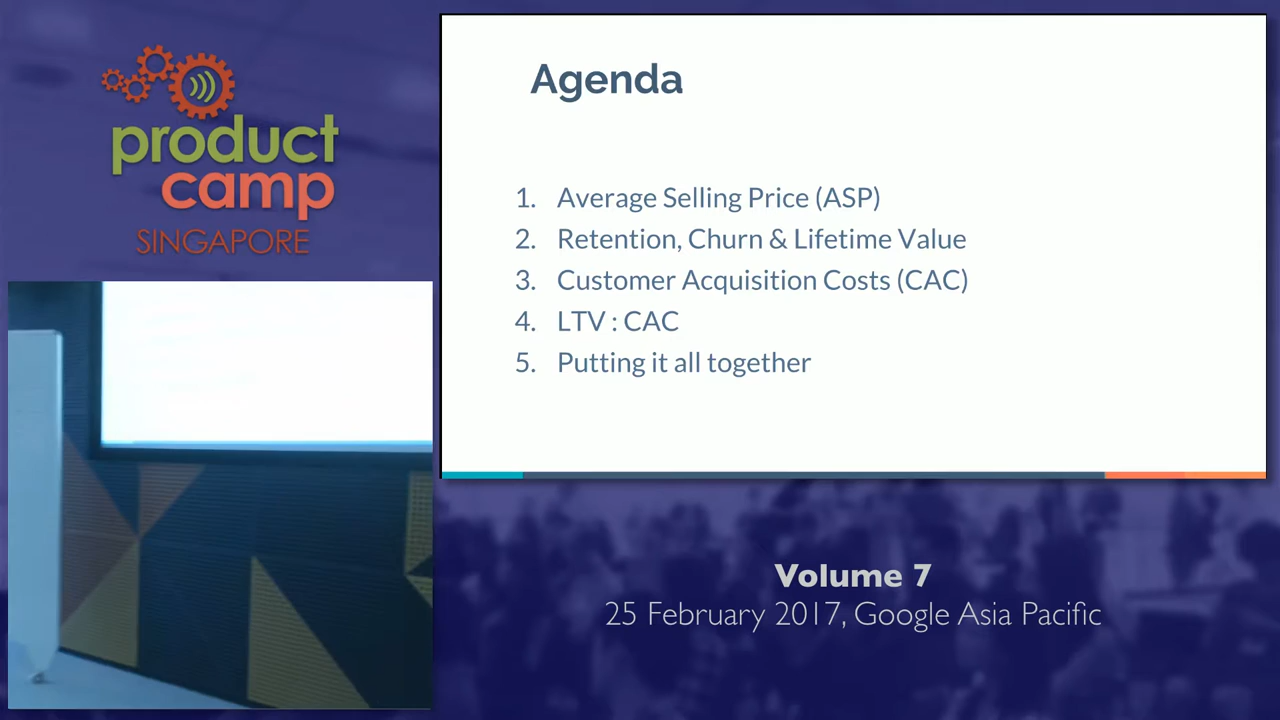 product
camp
SINGAPORE
Agenda
1. Average Selling Price (ASP)
2. Retention, Churn & Lifetime Value
3. Customer Acquisition Costs (CAC)
4. LTV : CAC
5. Putting it all together
Volume 7
25 February 2017, Google Asia Pacific